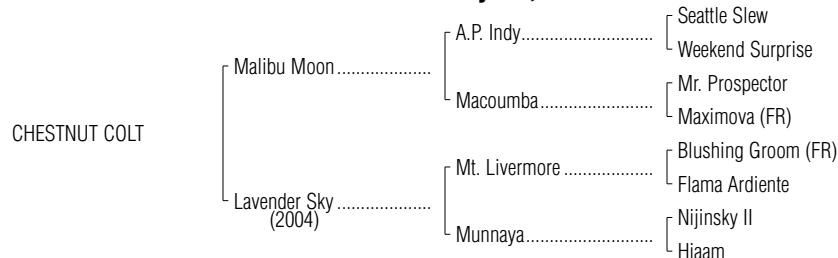 Seattle Slew
A.P. Indy
Weekend Surprise
Malibu Moon
Mr. Prospector
Macoumba
Maximova (FR)
CHESTNUT COLT
Blushing Groom (FR)
Mt. Livermore
Flama Ardiente
Lavender Sky
(2004)
Nijinsky II
Munnaya
Hiaam